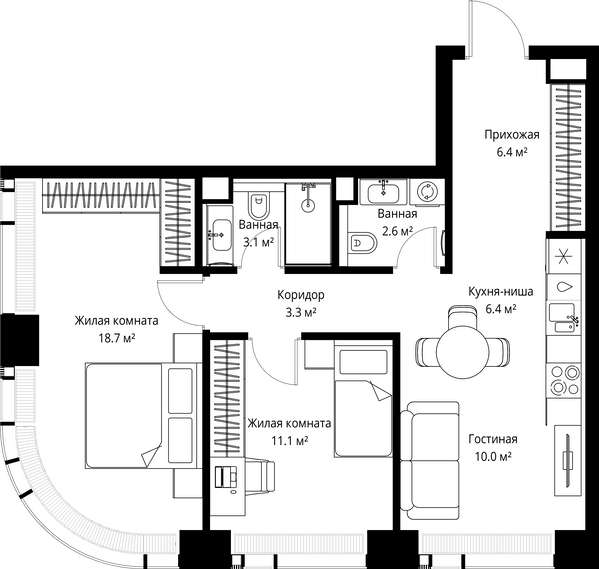 Прихожая
6.4 м²
Ванная
2.6 м²
Ванная
3.1 м²
Коридор
3.3 м²
Кухня-ниша
6.4 м²
Жилая комната
18.7 м²
Жилая комната
11.1 м²
Гостиная
10.0 м²